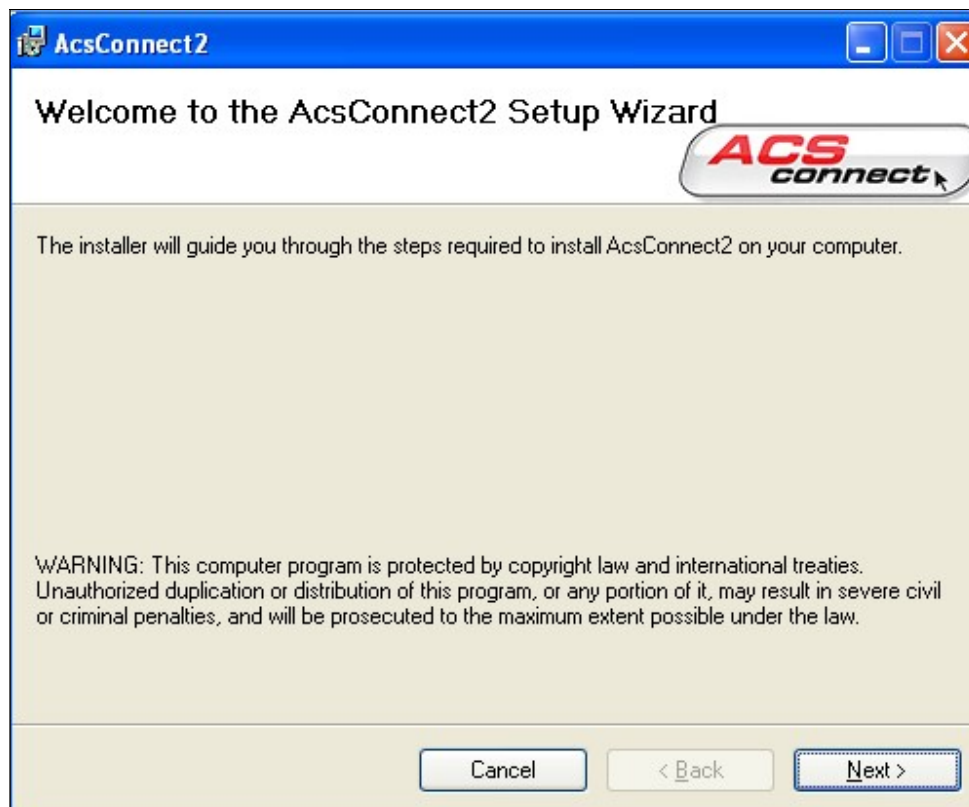 AcsConnect2
Welcome to the AcsConnect2 Setup Wizard
ACS
connect
The installer will guide you through the steps required to install AcsConnect2 on your computer.
WARNING: This computer program is protected by copyright law and international treaties.
Unauthorized duplication or distribution of this program, or any portion of it, may result in severe civil
or criminal penalties, and will be prosecuted to the maximum extent possible under the law.
Cancel < Back Next >